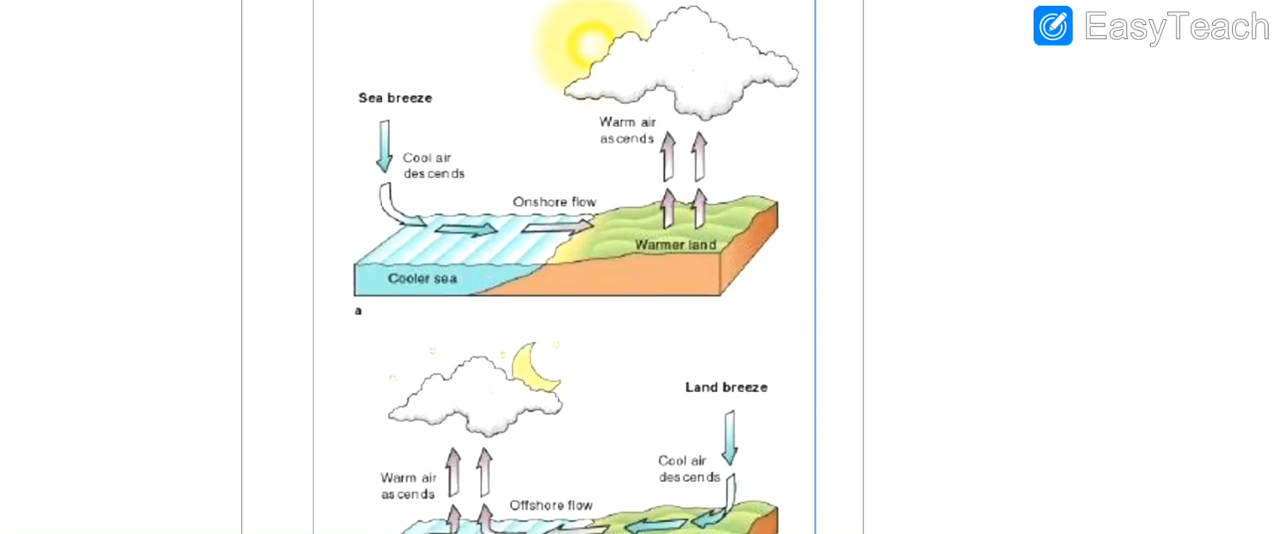 EasyTeach
Sea breeze
Warm air
ascends
Cool air
descends
Onshore flow
Warmer land
Cooler sea
a
Land breeze
Cool air
descends
Warm air
ascends
Offshore flow